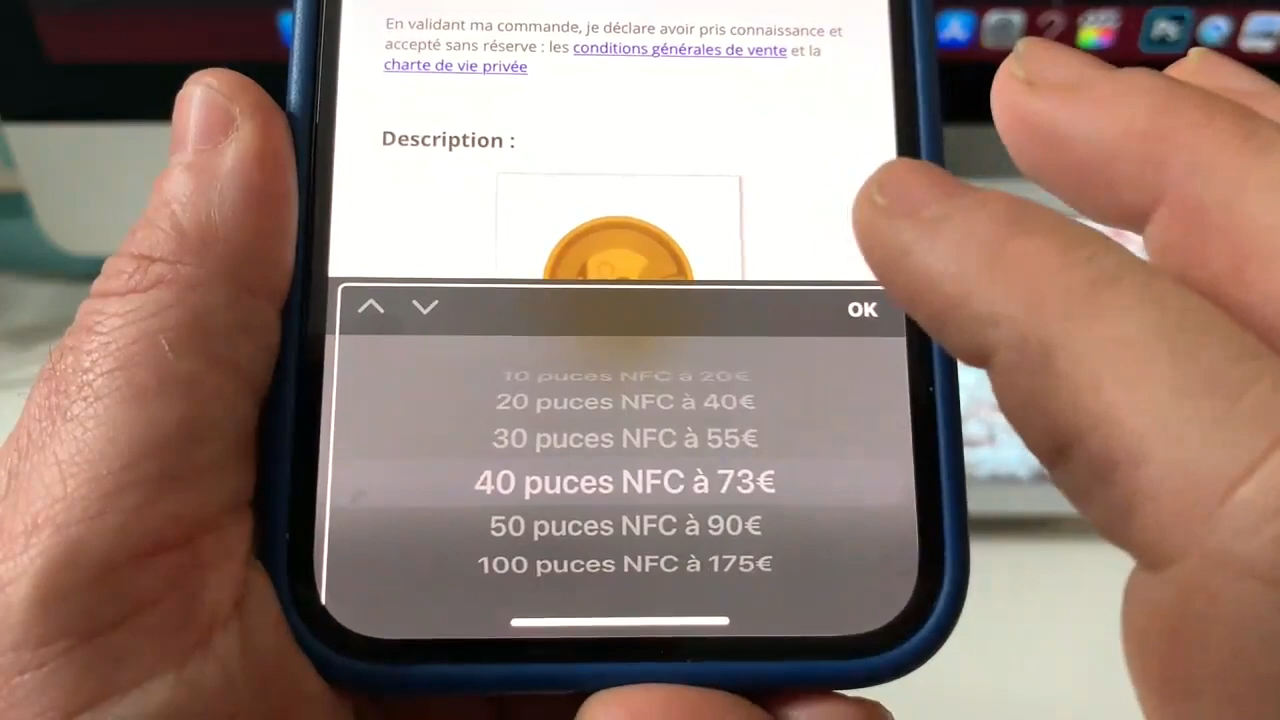 En validant ma commande, je déclare avoir pris connaissance et
accepté sans réserve : les conditions générales de vente et la
charte de vie privée
Description :
OK
10 puces NFC à 20€
20 puces NFC à 40€
30 puces NFC à 55€
40 puces NFC à 73€
50 puces NFC à 90€
100 puces NFC à 175€
Ps